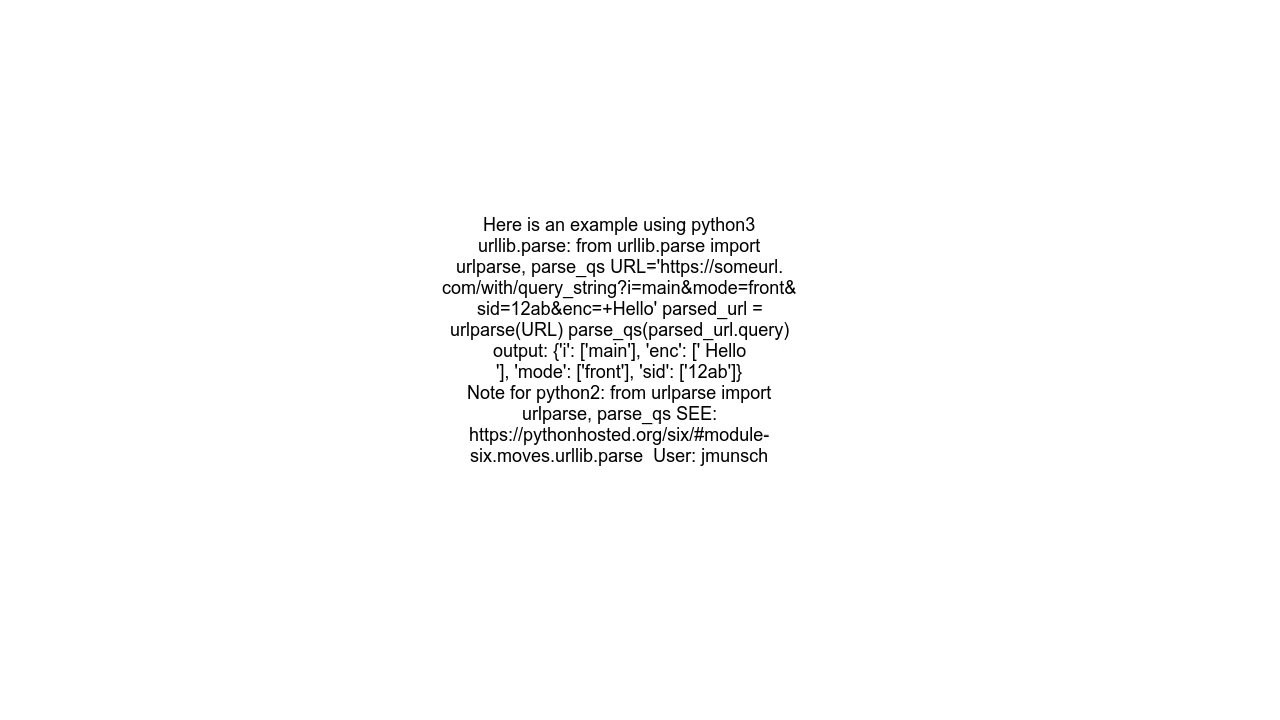 Here is an example using python3
urllib.parse: from urllib.parse import
urlparse, parse_qs URL='https://someurl.
com/with/query_string?i=main&mode=front&
sid=12ab&enc=+Hello' parsed_url =
urlparse(URL) parse_qs(parsed_url.query)
output: {'i': ['main'], 'enc': [' Hello
'], 'mode': ['front'], 'sid': ['12ab']}
Note for python2: from urlparse import
urlparse, parse_qs SEE:
https://pythonhosted.org/six/#module-
six.moves.urllib.parse  User: jmunsch